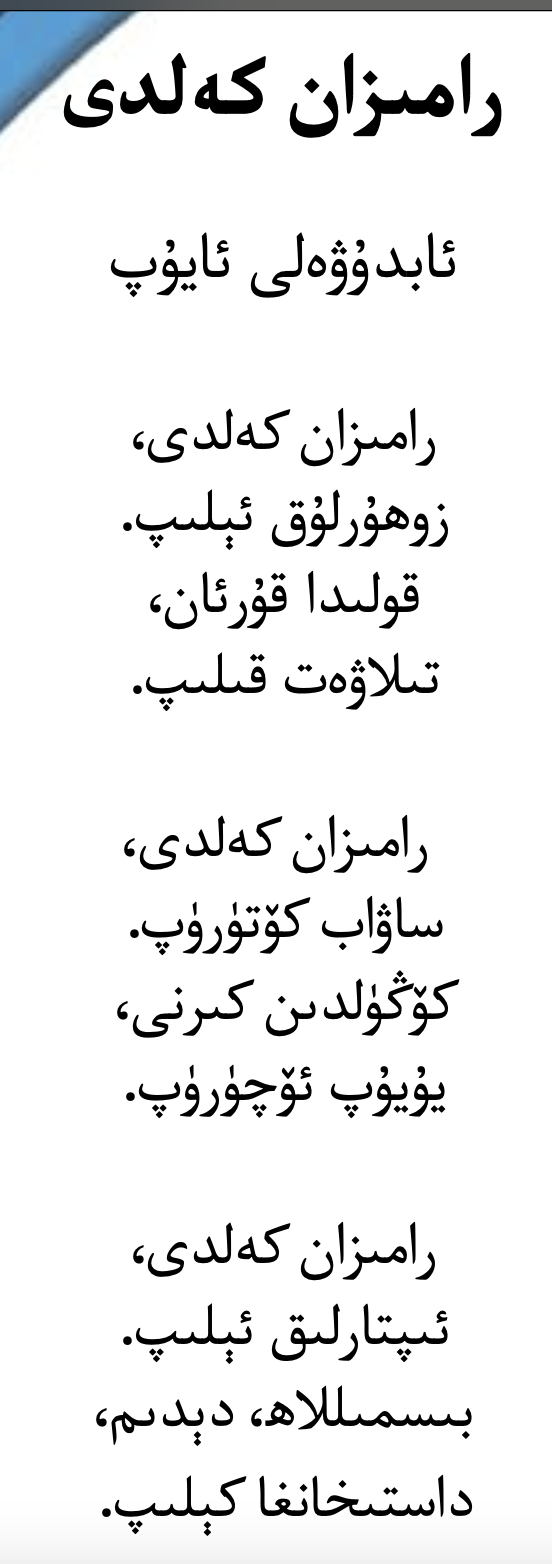 رامىزان كەلدى
ئابدۇۋەلى ئايۇپ
رامىزان كەلدى،
زوھۇرلۇق ئېلىپ.
قولىدا قۇرئان،
تىلاۋەت قىلىپ.
رامىزان كەلدى،
ساۋاب كۆتۈرۈپ.
كۆڭۈلدىن كىرنى،
يۇيۇپ ئۆچۈرۈپ.
رامىزان كەلدى،
ئىپتارلىق ئېلىپ.
بىسمىللاھ، دېدىم،
داستىخانغا كېلىپ.